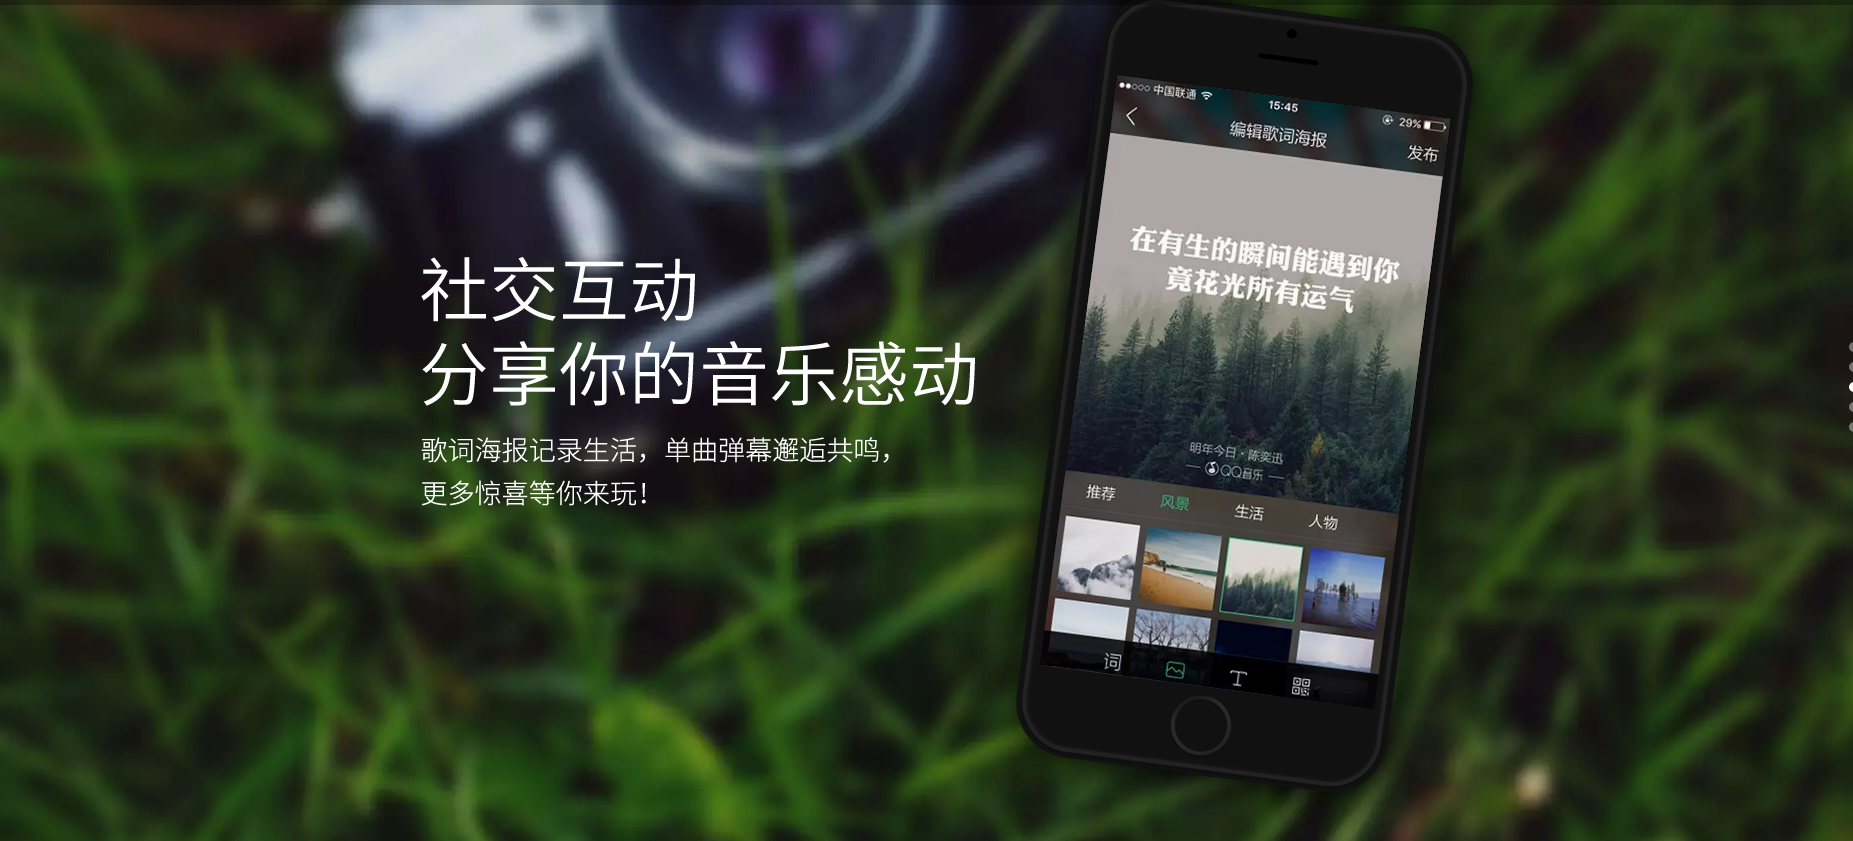 社交互动
分享你的音乐感动
歌词海报记录生活，单曲弹幕邂逅共鸣，
更多惊喜等你来玩！
中国联通
15:45
29%
编辑歌词海报
发布
在有生的瞬间能遇到你
竟花光所有运气
明年今日·陈奕迅
QQ音乐
推荐 风景 生活 人物
词 T